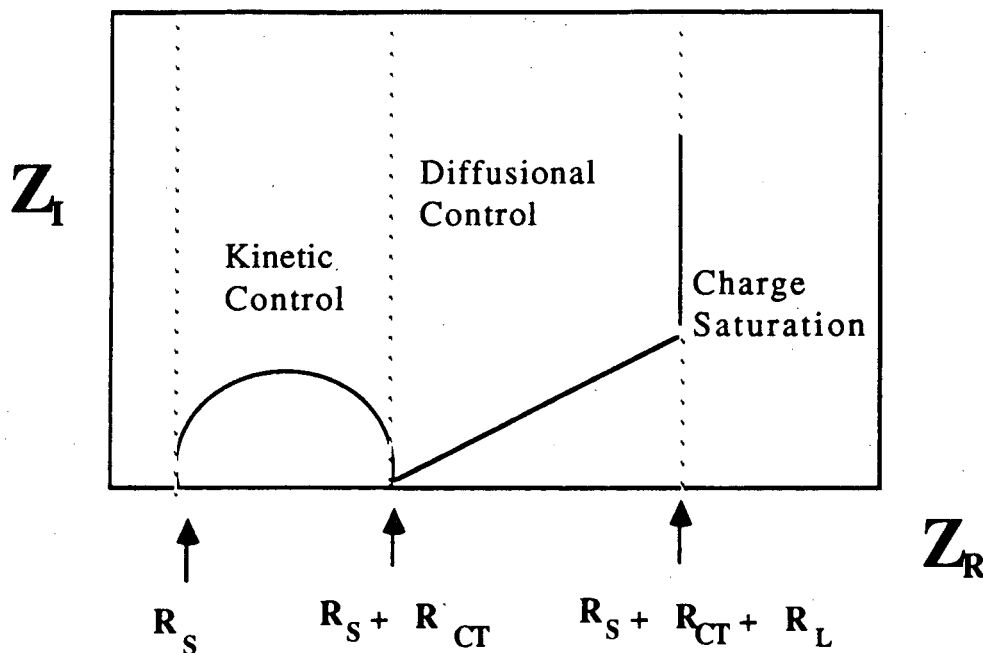 Z_I
Diffusional
Control
Kinetic
Control
Charge
Saturation
Z_R
R_S
R_S + R_CT
R_S + R_CT + R_L